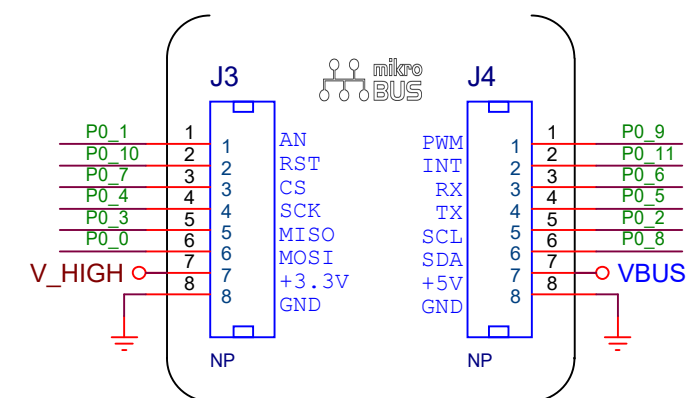 mikro
BUS
J3
J4
P0_1 1 1 AN
P0_10 2 2 RST
P0_7 3 3 CS
P0_4 4 4 SCK
P0_3 5 5 MISO
P0_0 6 6 MOSI
V_HIGH 7 7 +3.3V
8 8 GND
NP
PWM 1 1 P0_9
INT 2 2 P0_11
RX 3 3 P0_6
TX 4 4 P0_5
SCL 5 5 P0_2
SDA 6 6 P0_8
+5V 7 7 VBUS
GND 8 8
NP